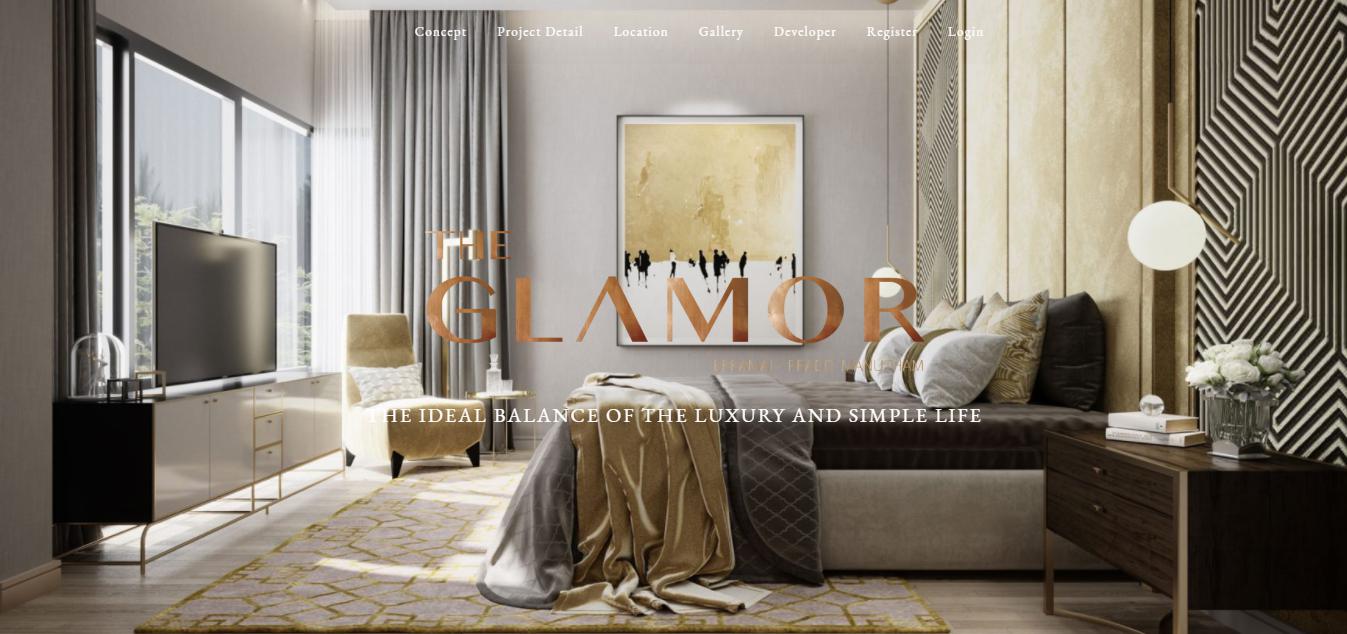 Concept Project Detail Location Gallery Developer Register Login
THE
GLAMOR
THE IDEAL BALANCE OF THE LUXURY AND SIMPLE LIFE